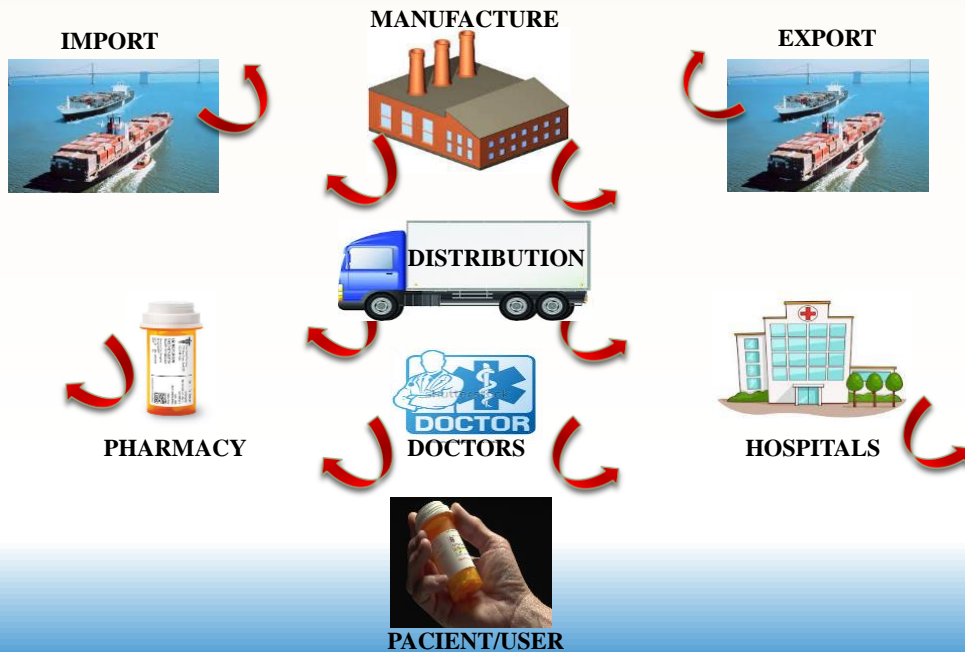 MANUFACTURE
IMPORT
EXPORT
DISTRIBUTION
DOCTOR
PHARMACY
DOCTORS
HOSPITALS
PACIENT/USER